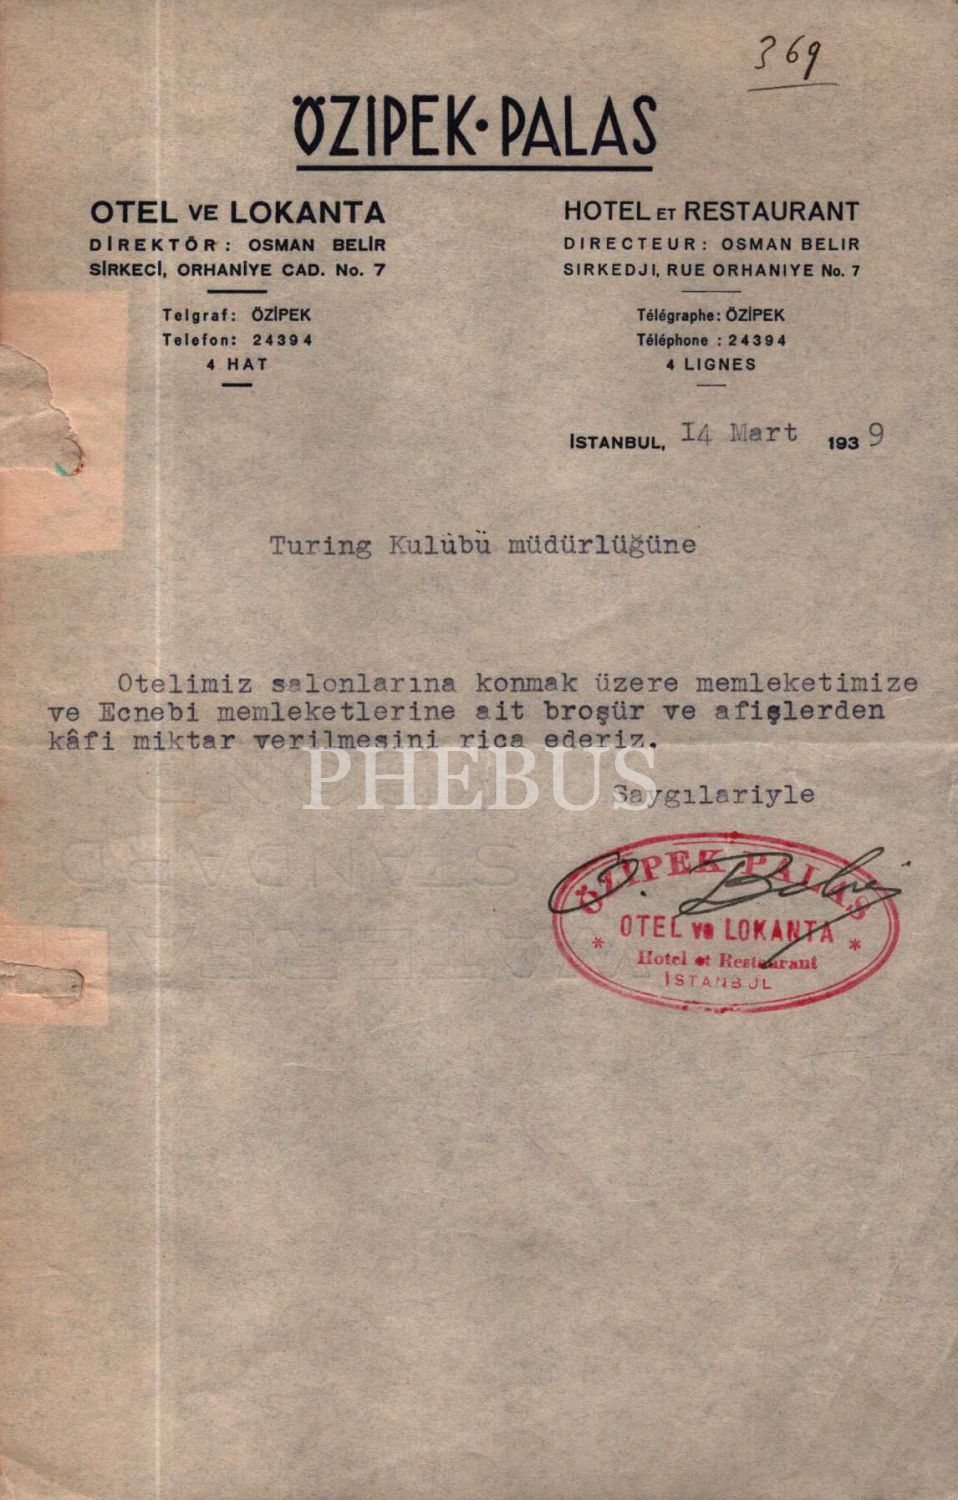 369
ÖZIPEK·PALAS
OTEL VE LOKANTA
DİREKTÖR: OSMAN BELİR
SİRKECİ, ORHANİYE CAD. No. 7
Telgraf: ÖZİPEK
Telefon: 24394
4 HAT
HOTEL ET RESTAURANT
DIRECTEUR: OSMAN BELIR
SIRKEDJI, RUE ORHANIYE No. 7
Télégraphe: ÖZİPEK
Téléphone : 24394
4 LIGNES
İSTANBUL, I4 Mart 1939
Turing Kulübü müdürlüğüne
Otelimiz salonlarına konmak üzere memleketimize
ve Ecnebi memleketlerine ait broşür ve afişlerden
kâfi miktar verilmesini rica ederiz.
PHEBUS
Saygılariyle
O. Belir
ÖZİPEK PALAS
* OTEL ve LOKANTA *
Hotel et Restaurant
İSTANBUL